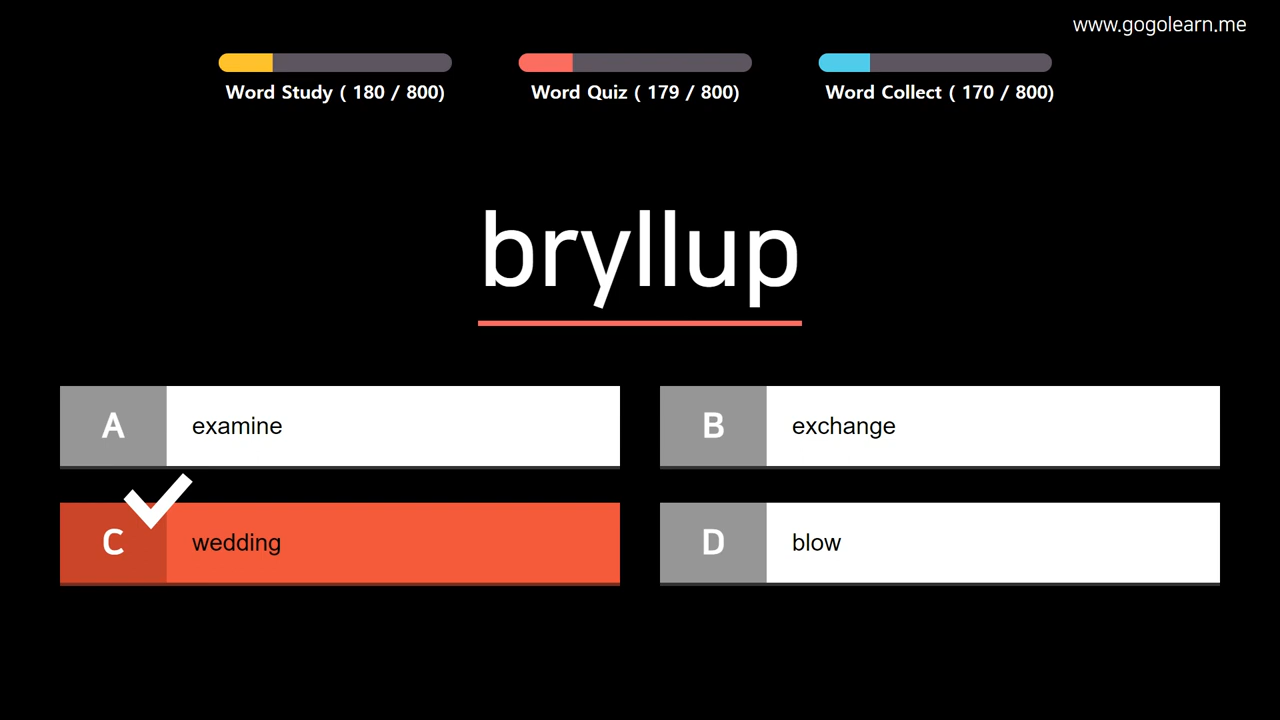 www.gogolearn.me
Word Study ( 180 / 800)
Word Quiz ( 179 / 800)
Word Collect ( 170 / 800)
bryllup
A examine
B exchange
C wedding
D blow